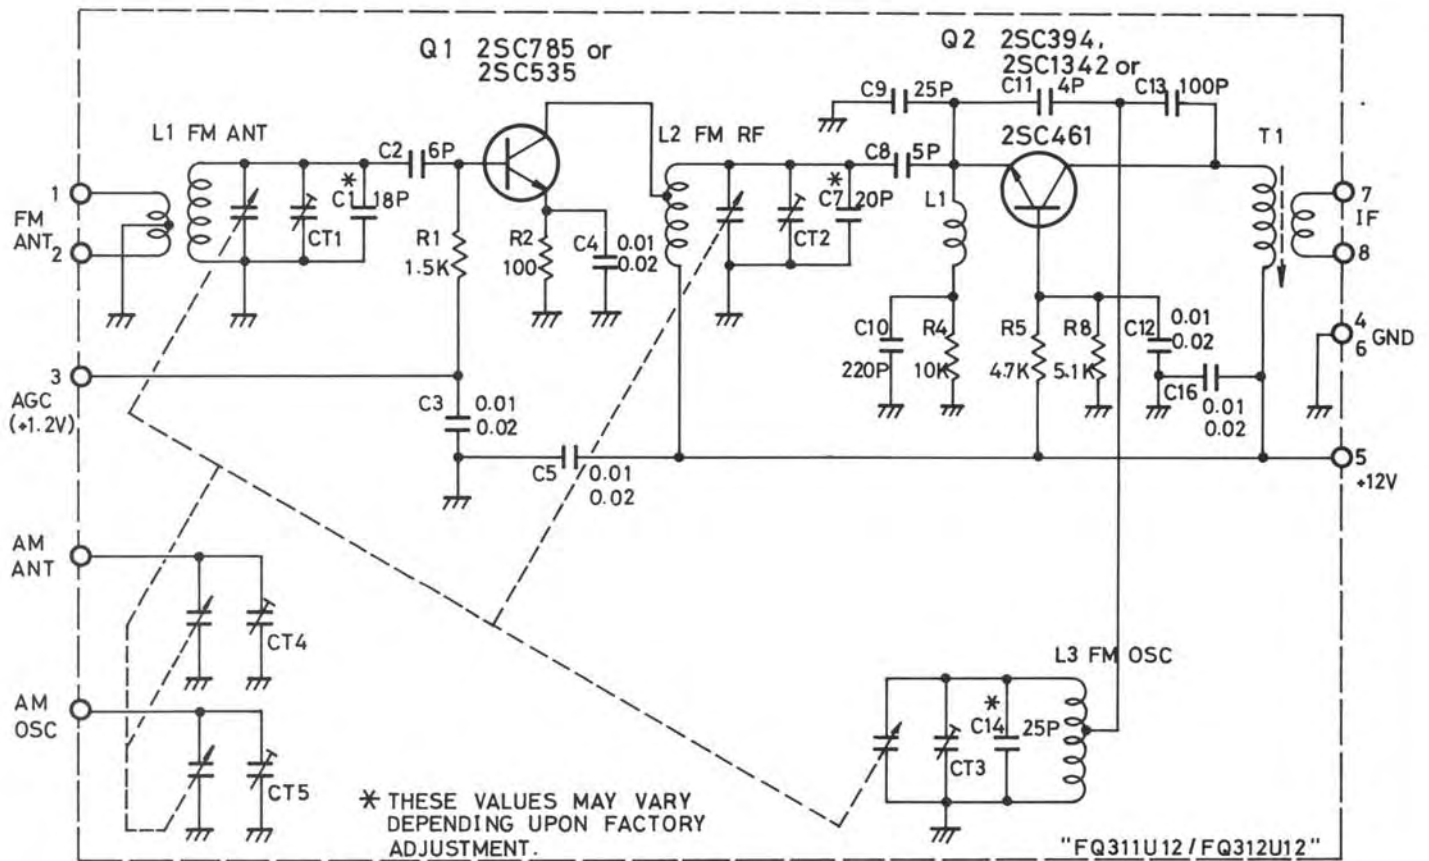 Q1 2SC785 or
2SC535
Q2 2SC394,
2SC1342 or
2SC461
C9 25P
C11 4P
C13 100P
L1 FM ANT
C2 6P
L2 FM RF
C8 5P
T1
1
FM
ANT.
2
* C1 18P
CT1
R1
1.5K
R2
100
C4 0.01
0.02
* C7 20P
CT2
L1
7
IF
8
C10
220P
R4
10K
R5
4.7K
R8
5.1K
C12 0.01
0.02
C16 0.01
0.02
4
6 GND
3
AGC
(+1.2V)
C3 0.01
0.02
C5 0.01
0.02
5
+12V
AM
ANT
CT4
AM
OSC
CT5
L3 FM OSC
* C14 25P
CT3
* THESE VALUES MAY VARY
DEPENDING UPON FACTORY
ADJUSTMENT.
"FQ311U12/FQ312U12"